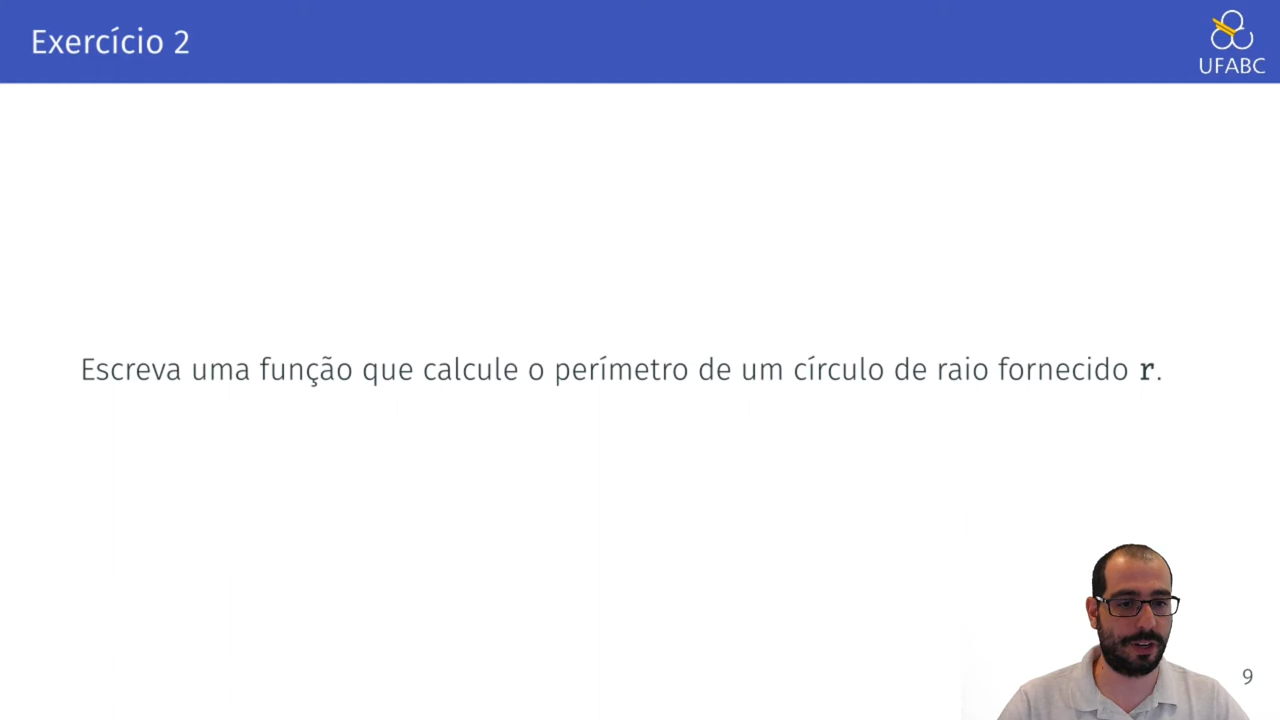 Exercício 2
UFABC
Escreva uma função que calcule o perímetro de um círculo de raio fornecido r.
9